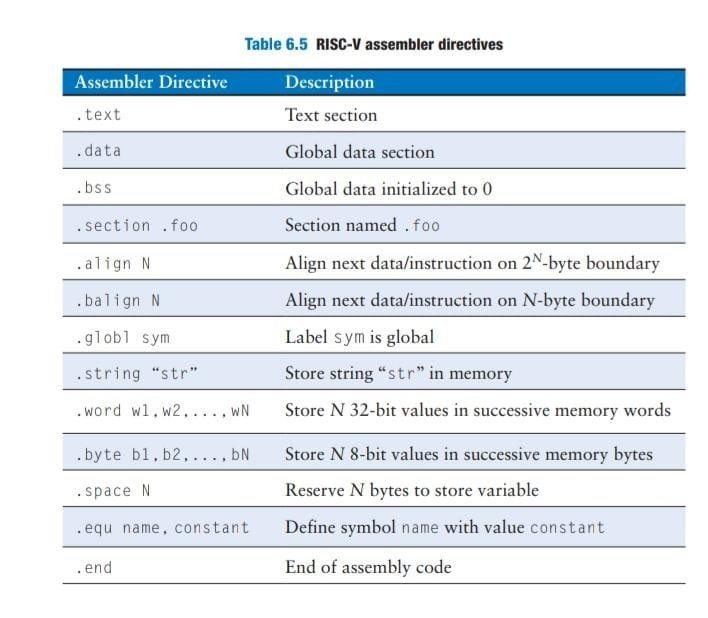 Table 6.5 RISC-V assembler directives
Assembler Directive Description
.text Text section
.data Global data section
.bss Global data initialized to 0
.section .foo Section named .foo
.align N Align next data/instruction on 2ᴺ-byte boundary
.balign N Align next data/instruction on N-byte boundary
.globl sym Label sym is global
.string “str” Store string “str” in memory
.word w1,w2,...,wN Store N 32-bit values in successive memory words
.byte b1,b2,...,bN Store N 8-bit values in successive memory bytes
.space N Reserve N bytes to store variable
.equ name, constant Define symbol name with value constant
.end End of assembly code